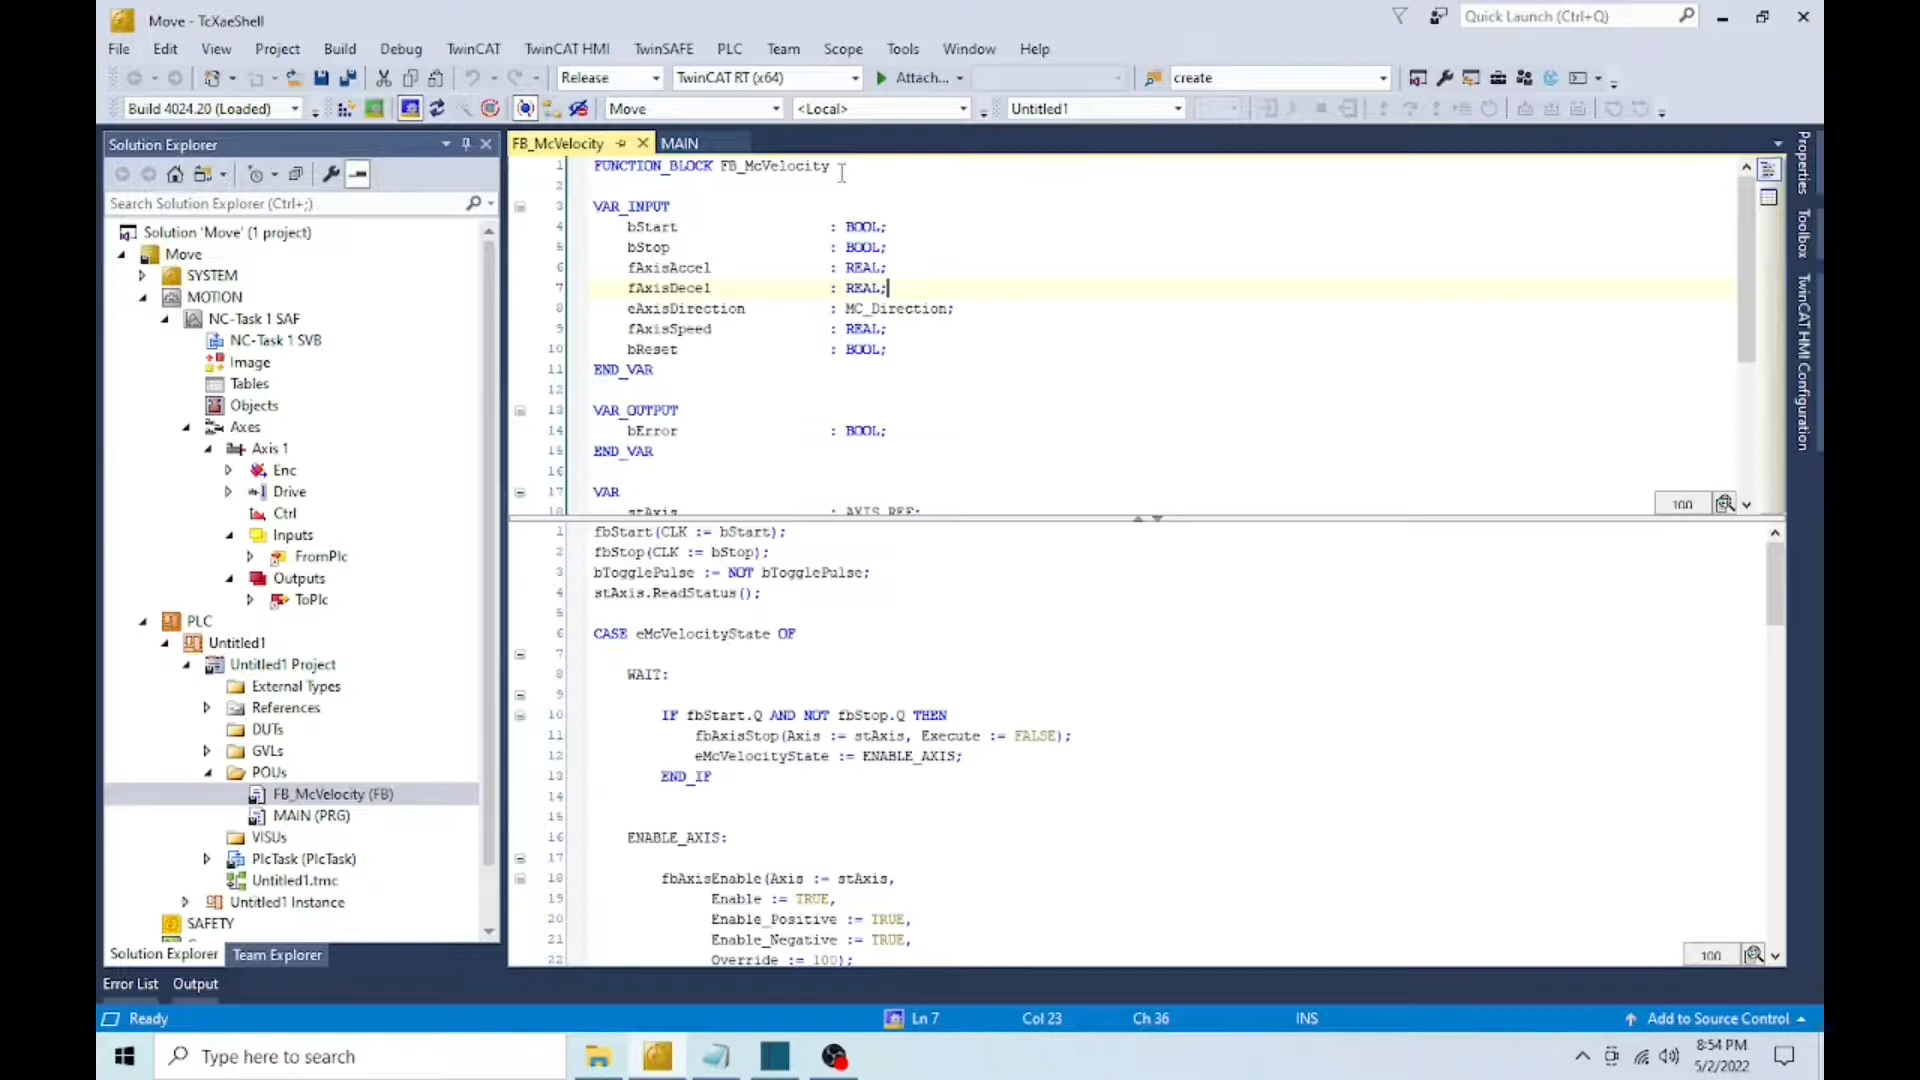 Move - TcXaeShell
Quick Launch (Ctrl+Q)
File Edit View Project Build Debug TwinCAT TwinCAT HMI TwinSAFE PLC Team Scope Tools Window Help
Release TwinCAT RT (x64) Attach... create
Build 4024.20 (Loaded) Move <Local> Untitled1
Solution Explorer
Search Solution Explorer (Ctrl+;)
Solution 'Move' (1 project)
Move
SYSTEM
MOTION
NC-Task 1 SAF
NC-Task 1 SVB
Image
Tables
Objects
Axes
Axis 1
Enc
Drive
Ctrl
Inputs
FromPlc
Outputs
ToPlc
PLC
Untitled1
Untitled1 Project
External Types
References
DUTs
GVLs
POUs
FB_McVelocity (FB)
MAIN (PRG)
VISUs
PlcTask (PlcTask)
Untitled1.tmc
Untitled1 Instance
SAFETY
Solution Explorer Team Explorer
FB_McVelocity MAIN
1 FUNCTION_BLOCK FB_McVelocity
2
3 VAR_INPUT
4 bStart : BOOL;
5 bStop : BOOL;
6 fAxisAccel : REAL;
7 fAxisDecel : REAL;
8 eAxisDirection : MC_Direction;
9 fAxisSpeed : REAL;
10 bReset : BOOL;
11 END_VAR
12
13 VAR_OUTPUT
14 bError : BOOL;
15 END_VAR
16
17 VAR
18 stAxis : AXIS_REF;
100
1 fbStart(CLK := bStart);
2 fbStop(CLK := bStop);
3 bTogglePulse := NOT bTogglePulse;
4 stAxis.ReadStatus();
5
6 CASE eMcVelocityState OF
7
8 WAIT:
9
10 IF fbStart.Q AND NOT fbStop.Q THEN
11 fbAxisStop(Axis := stAxis, Execute := FALSE);
12 eMcVelocityState := ENABLE_AXIS;
13 END_IF
14
15
16 ENABLE_AXIS:
17
18 fbAxisEnable(Axis := stAxis,
19 Enable := TRUE,
20 Enable_Positive := TRUE,
21 Enable_Negative := TRUE,
22 Override := 100);
100
Properties
Toolbox
TwinCAT HMI Configuration
Error List Output
Ready Ln 7 Col 23 Ch 36 INS Add to Source Control
Type here to search
8:54 PM
5/2/2022